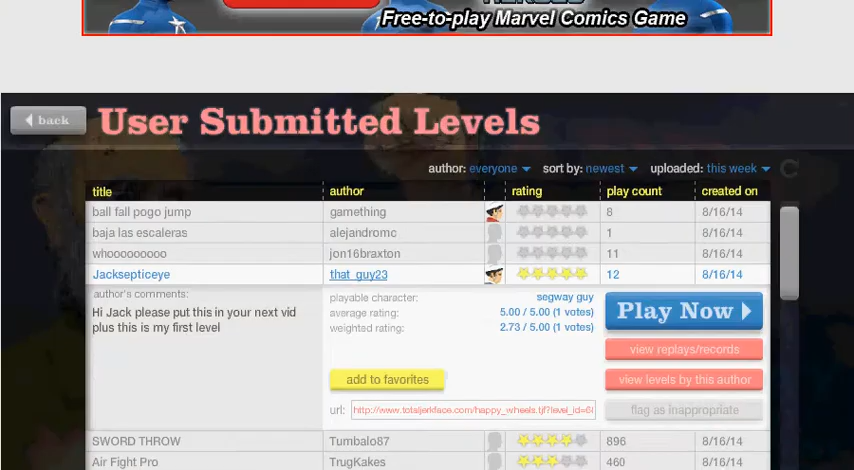 Free-to-play Marvel Comics Game
back
User Submitted Levels
author: everyone sort by: newest uploaded: this week
title author rating play count created on
ball fall pogo jump gamething 8 8/16/14
baja las escaleras alejandromc 1 8/16/14
whooooooooo jon16braxton 11 8/16/14
Jacksepticeye that_guy23 12 8/16/14
author's comments:
Hi Jack please put this in your next vid
plus this is my first level
playable character: segway guy
average rating: 5.00 / 5.00 (1 votes)
weighted rating: 2.73 / 5.00 (1 votes)
add to favorites
url: http://www.totaljerkface.com/happy_wheels.tjf?level_id=6
Play Now
view replays/records
view levels by this author
flag as inappropriate
SWORD THROW Tumbalo87 896 8/16/14
Air Fight Pro TrugKakes 462 8/16/14